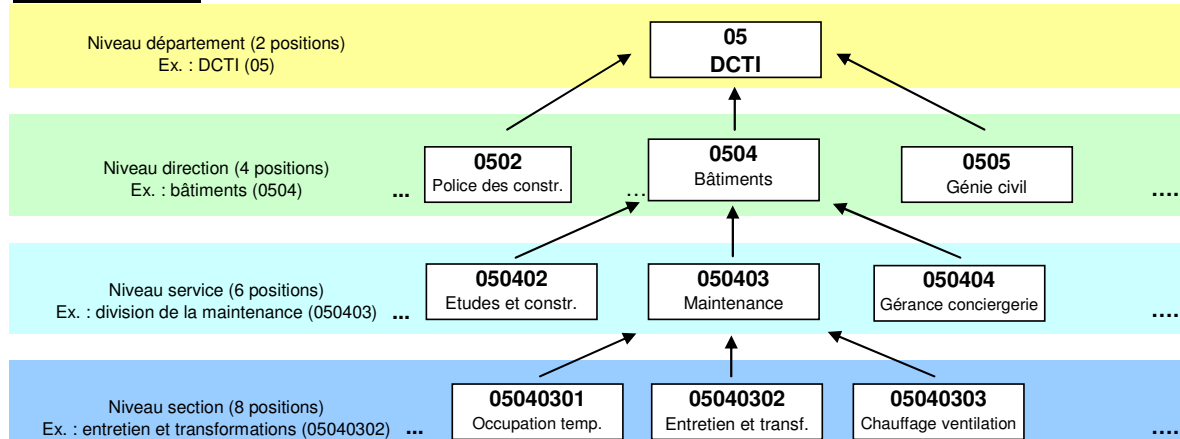 Niveau département (2 positions)
Ex. : DCTI (05)
05
DCTI
Niveau direction (4 positions)
Ex. : bâtiments (0504)
...
0502
Police des constr.
...
0504
Bâtiments
0505
Génie civil
....
Niveau service (6 positions)
Ex. : division de la maintenance (050403)
...
050402
Etudes et constr.
050403
Maintenance
050404
Gérance conciergerie
....
Niveau section (8 positions)
Ex. : entretien et transformations (05040302)
...
05040301
Occupation temp.
05040302
Entretien et transf.
05040303
Chauffage ventilation
....